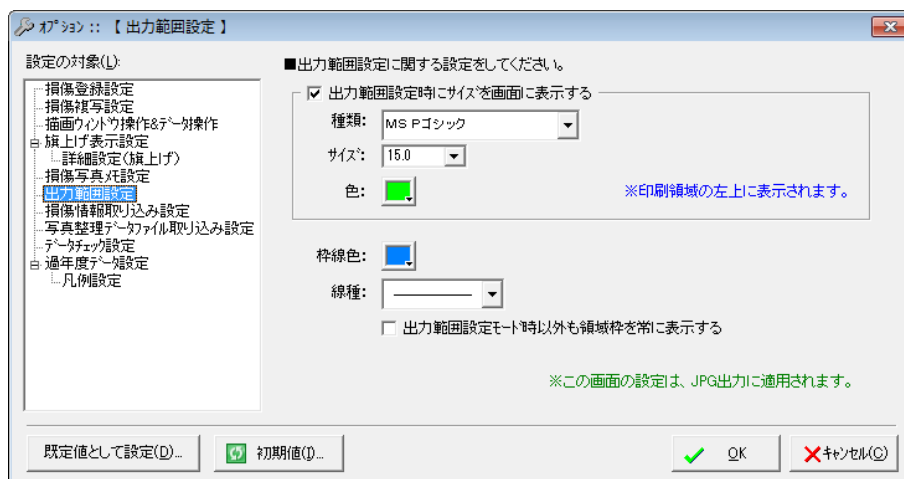 ｵﾌﾟｼｮﾝ :: 【 出力範囲設定 】
設定の対象(L):
損傷登録設定
損傷複写設定
描画ｳｨﾝﾄﾞｳ操作&ﾃﾞｰﾀ操作
旗上げ表示設定
詳細設定(旗上げ)
損傷写真ﾒﾓ設定
出力範囲設定
損傷情報取り込み設定
写真整理ﾃﾞｰﾀﾌｧｲﾙ取り込み設定
ﾃﾞｰﾀﾁｪｯｸ設定
過年度ﾃﾞｰﾀ設定
凡例設定
■出力範囲設定に関する設定をしてください。
出力範囲設定時にｻｲｽﾞを画面に表示する
種類: ＭＳ Ｐゴシック
ｻｲｽﾞ: 15.0
色:
※印刷領域の左上に表示されます。
枠線色:
線種:
出力範囲設定ﾓｰﾄﾞ時以外も領域枠を常に表示する
※この画面の設定は、JPG出力に適用されます。
既定値として設定(D)... 初期値(I)... OK ｷｬﾝｾﾙ(C)